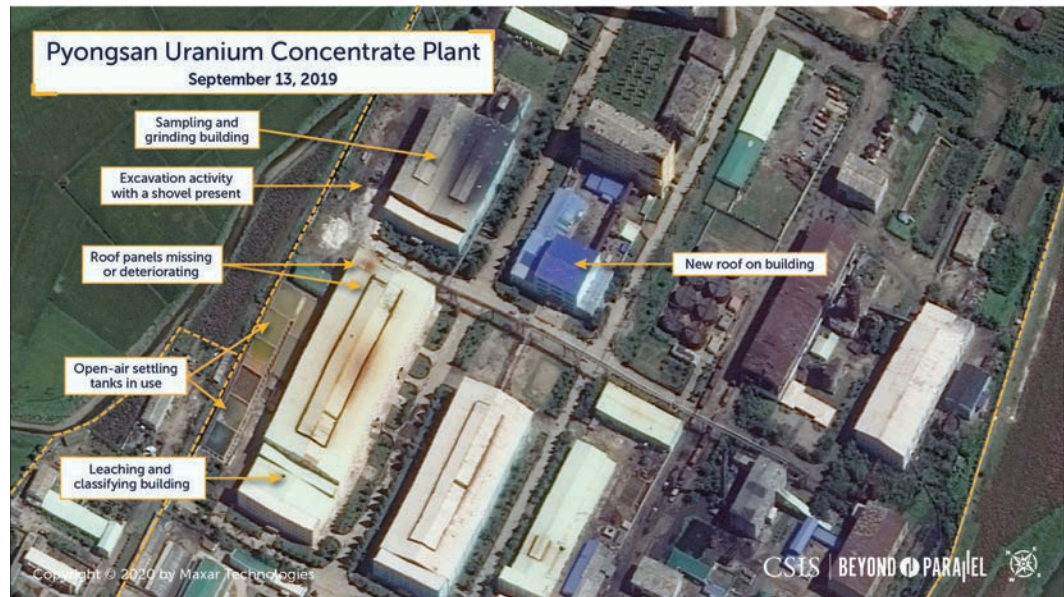 Pyongsan Uranium Concentrate Plant
September 13, 2019
Sampling and
grinding building
Excavation activity
with a shovel present
Roof panels missing
or deteriorating
New roof on building
Open-air settling
tanks in use
Leaching and
classifying building
Copyright © 2020 by Maxar Technologies
CSIS | BEYOND PARALLEL